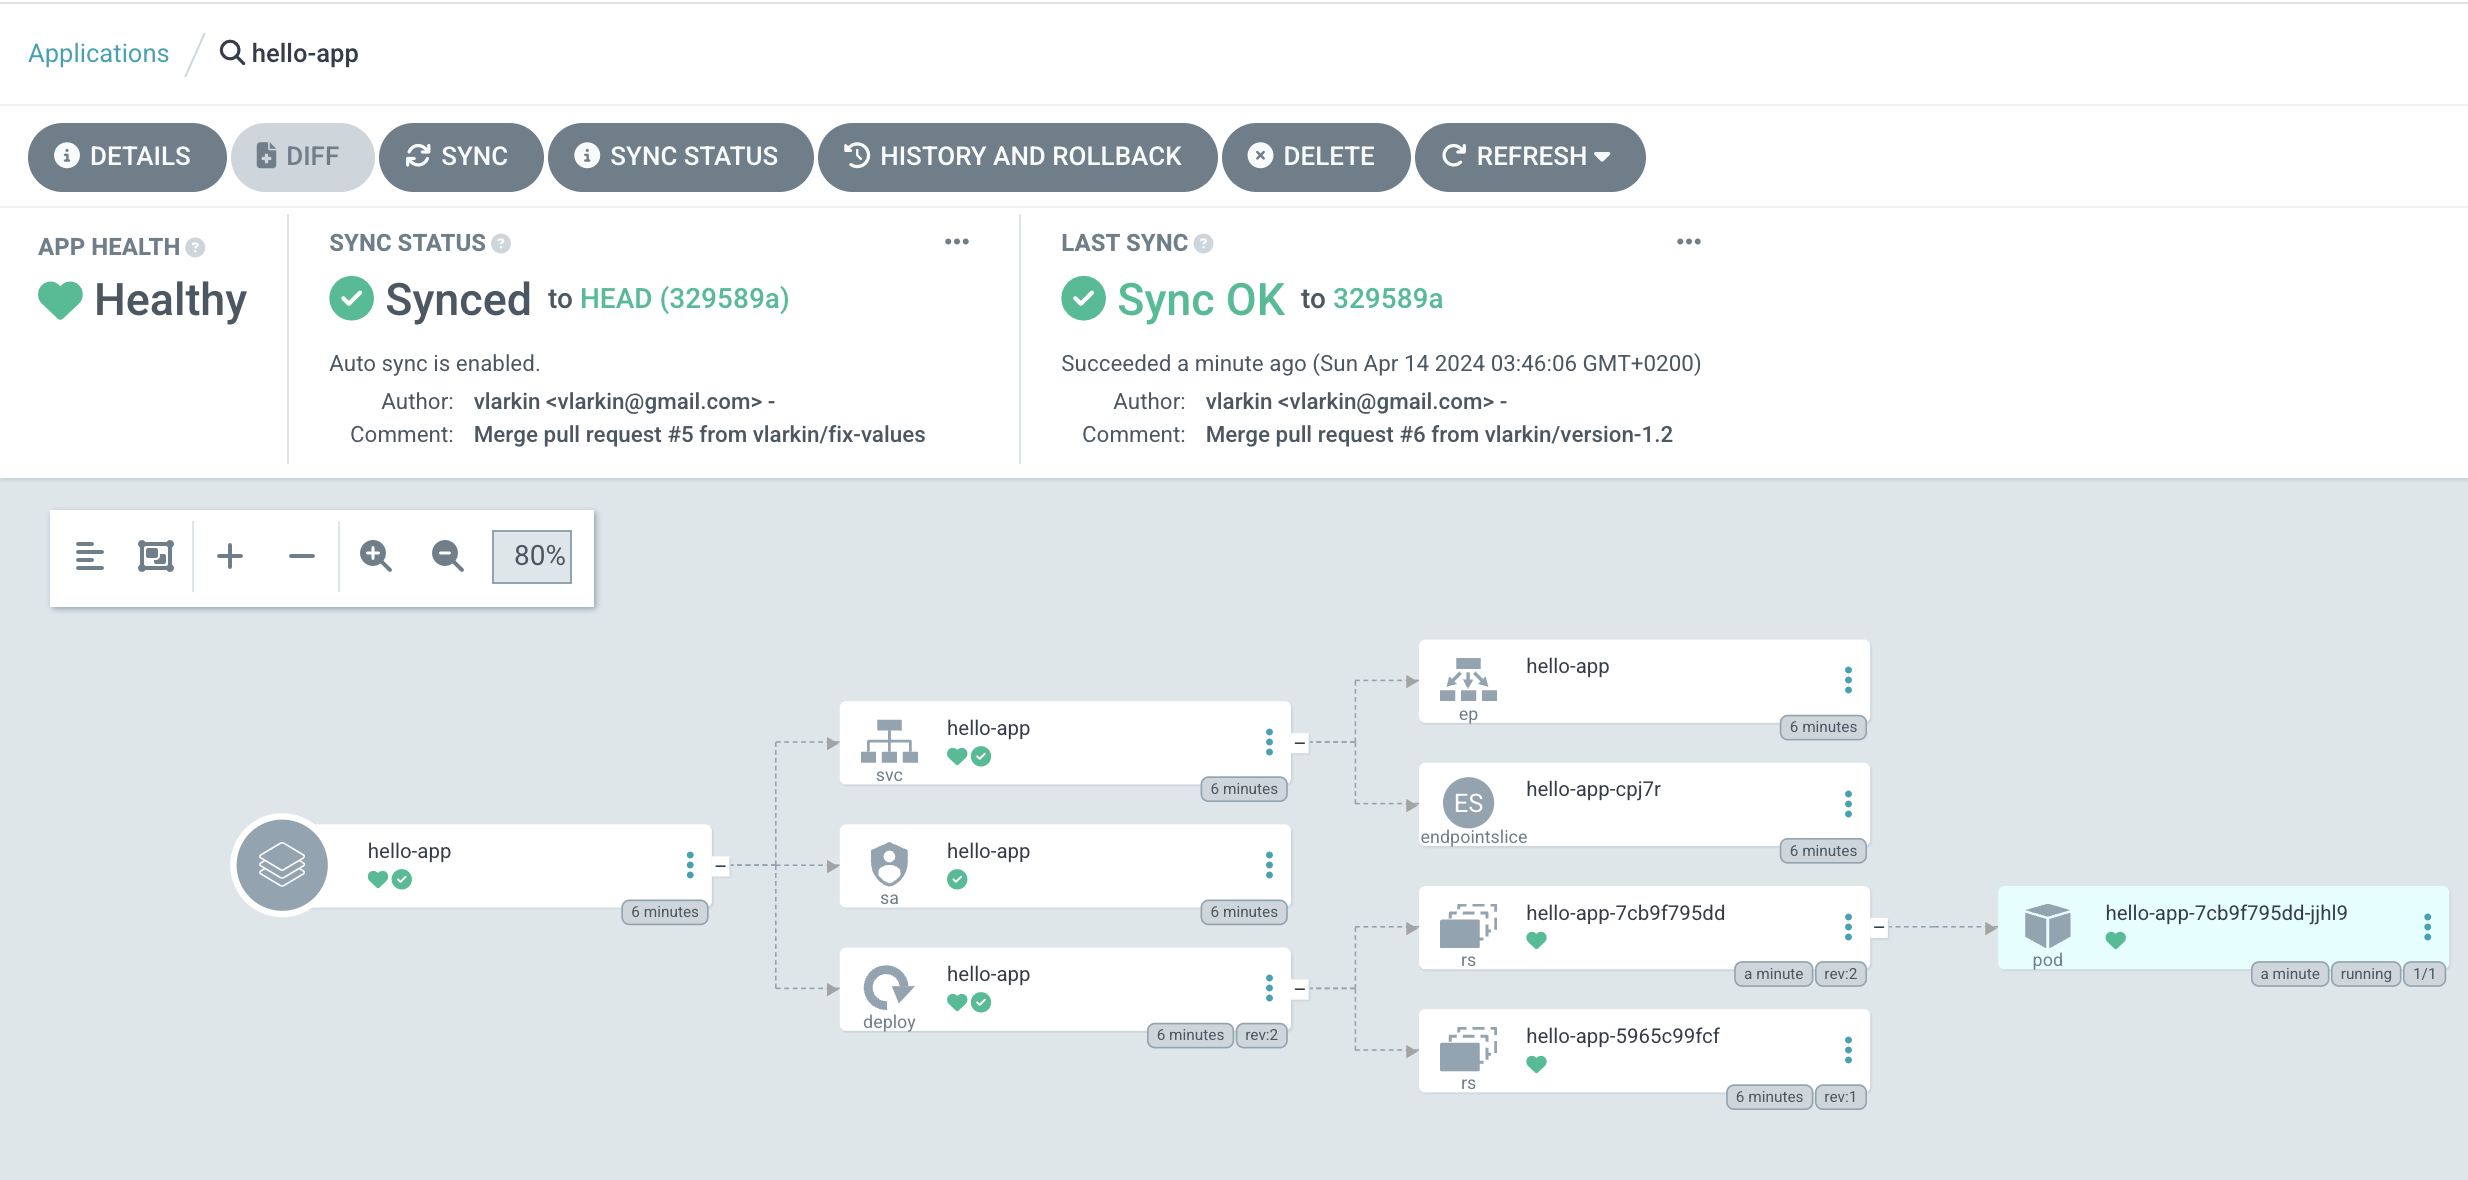 Applications / hello-app
DETAILS DIFF SYNC SYNC STATUS HISTORY AND ROLLBACK DELETE REFRESH
APP HEALTH ?
Healthy
SYNC STATUS ?
Synced to HEAD (329589a)
Auto sync is enabled.
Author: vlarkin <vlarkin@gmail.com> -
Comment: Merge pull request #5 from vlarkin/fix-values
LAST SYNC ?
Sync OK to 329589a
Succeeded a minute ago (Sun Apr 14 2024 03:46:06 GMT+0200)
Author: vlarkin <vlarkin@gmail.com> -
Comment: Merge pull request #6 from vlarkin/version-1.2
80%
hello-app
6 minutes
hello-app
svc
6 minutes
hello-app
sa
6 minutes
hello-app
deploy
6 minutes rev:2
hello-app
ep
6 minutes
hello-app-cpj7r
ES
endpointslice
6 minutes
hello-app-7cb9f795dd
rs
a minute rev:2
hello-app-5965c99fcf
rs
6 minutes rev:1
hello-app-7cb9f795dd-jjhl9
pod
a minute running 1/1